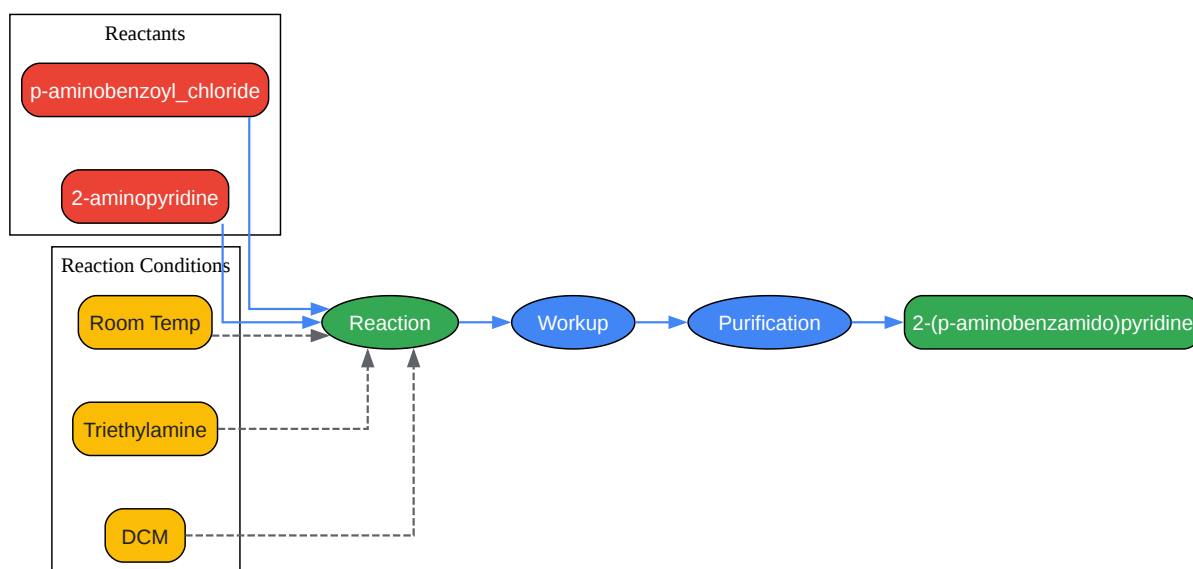 Reactants
p-aminobenzoyl_chloride
2-aminopyridine
Reaction Conditions
Room Temp
Reaction
Workup
Purification
2-(p-aminobenzamido)pyridine
Triethylamine
DCM